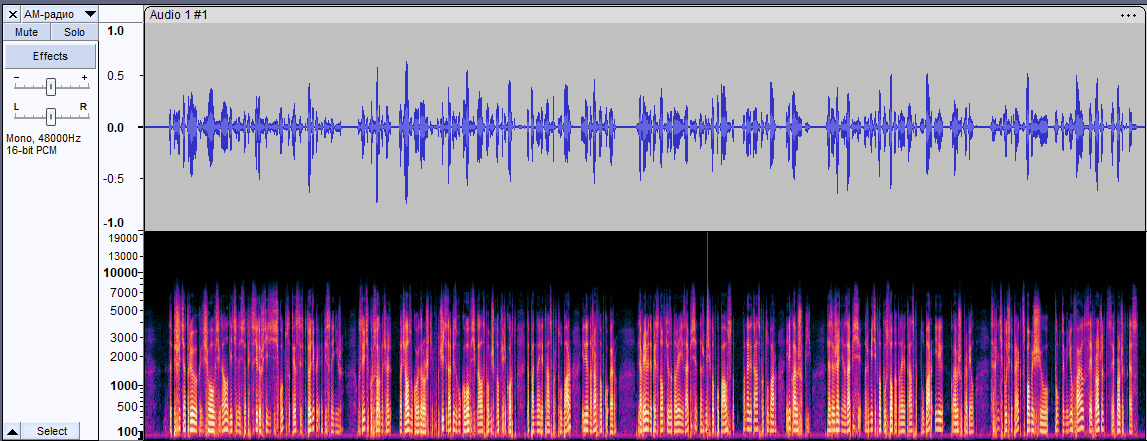 × AM-радио
Mute Solo
Effects
- +
L R
Mono, 48000Hz
16-bit PCM
Select
Audio 1 #1
...
1.0
0.5
0.0
-0.5
-1.0
19000
13000
10000
7000
5000
3000
2000
1000
500
100